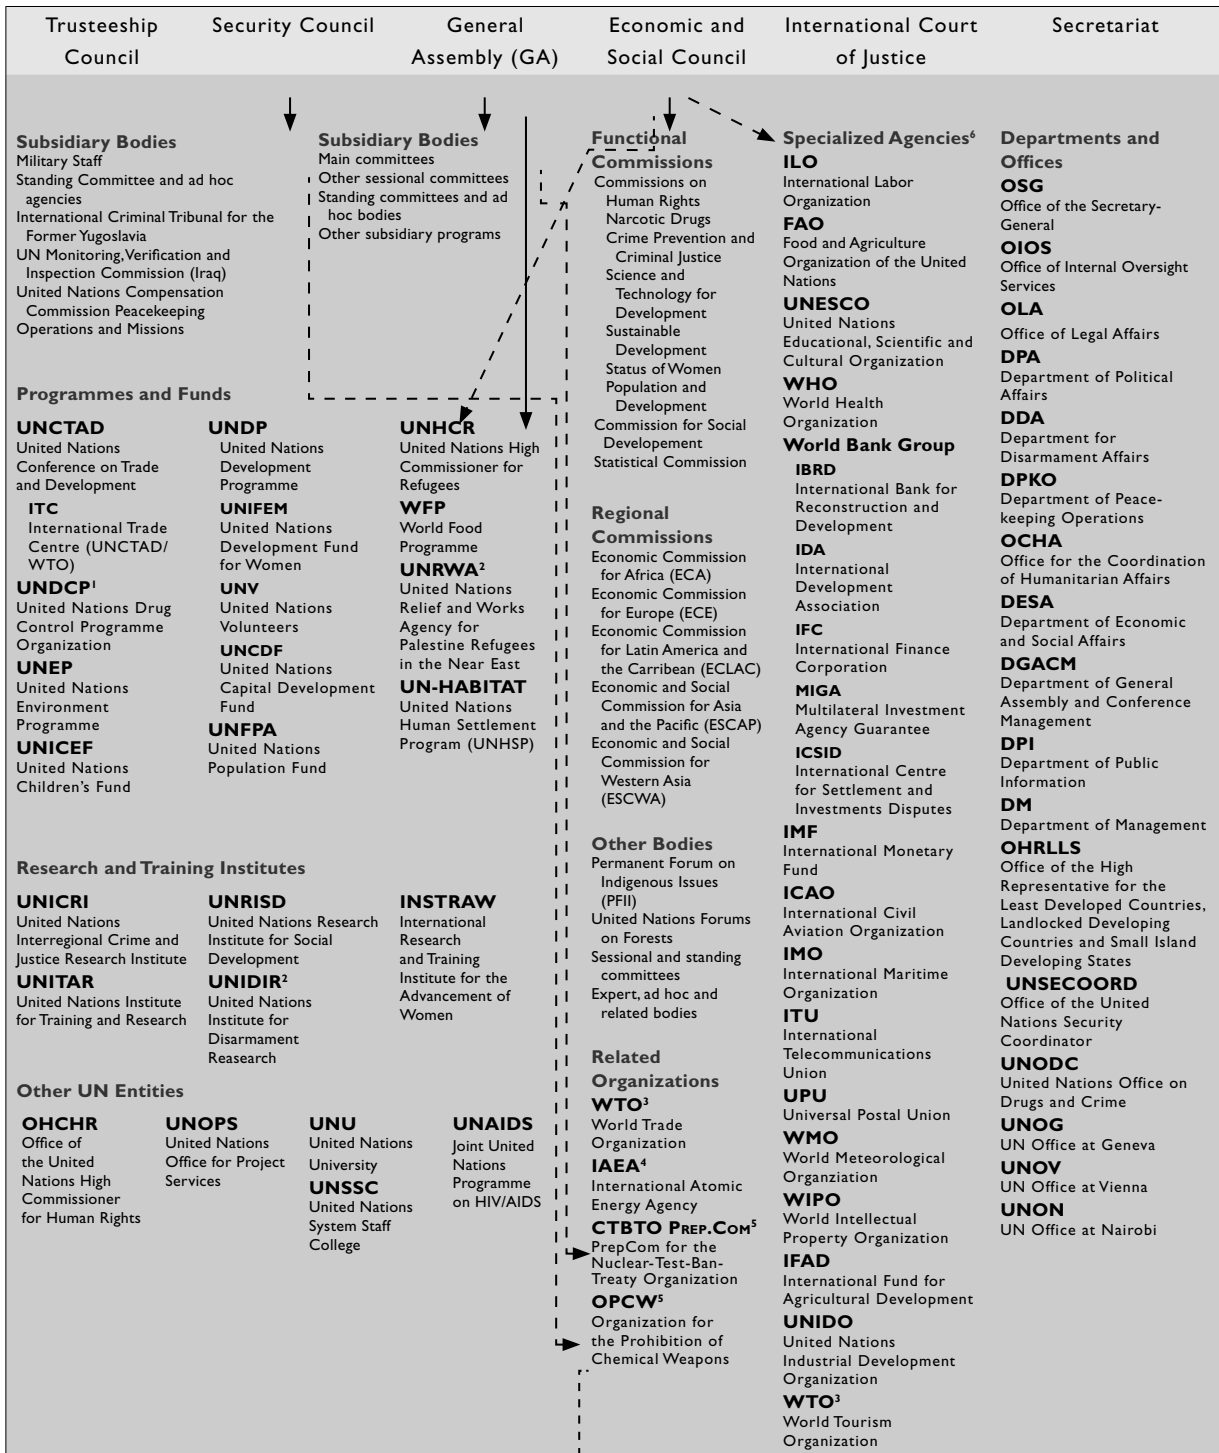 Trusteeship
Council
Security Council
General
Assembly (GA)
Economic and
Social Council
International Court
of Justice
Secretariat
Subsidiary Bodies
Military Staff
Standing Committee and ad hoc
agencies
International Criminal Tribunal for the
Former Yugoslavia
UN Monitoring, Verification and
Inspection Commission (Iraq)
United Nations Compensation
Commission Peacekeeping
Operations and Missions
Subsidiary Bodies
Main committees
Other sessional committees
Standing committees and ad
hoc bodies
Other subsidiary programs
Programmes and Funds
UNCTAD
United Nations
Conference on Trade
and Development
ITC
International Trade
Centre (UNCTAD/
WTO)
UNDCP¹
United Nations Drug
Control Programme
Organization
UNEP
United Nations
Environment
Programme
UNICEF
United Nations
Children's Fund
UNDP
United Nations
Development
Programme
UNIFEM
United Nations
Development Fund
for Women
UNV
United Nations
Volunteers
UNCDF
United Nations
Capital Development
Fund
UNFPA
United Nations
Population Fund
UNHCR
United Nations High
Commissioner for
Refugees
WFP
World Food
Programme
UNRWA²
United Nations
Relief and Works
Agency for
Palestine Refugees
in the Near East
UN-HABITAT
United Nations
Human Settlement
Program (UNHSP)
Research and Training Institutes
UNICRI
United Nations
Interregional Crime and
Justice Research Institute
UNITAR
United Nations Institute
for Training and Research
UNRISD
United Nations Research
Institute for Social
Development
UNIDIR²
United Nations
Institute for
Disarmament
Reasearch
INSTRAW
International
Research
and Training
Institute for the
Advancement of
Women
Other UN Entities
OHCHR
Office of
the United
Nations High
Commissioner
for Human Rights
UNOPS
United Nations
Office for Project
Services
UNU
United Nations
University
UNSSC
United Nations
System Staff
College
UNAIDS
Joint United
Nations
Programme
on HIV/AIDS
Functional
Commissions
Commissions on
Human Rights
Narcotic Drugs
Crime Prevention and
Criminal Justice
Science and
Technology for
Development
Sustainable
Development
Status of Women
Population and
Development
Commission for Social
Developement
Statistical Commission
Regional
Commissions
Economic Commission
for Africa (ECA)
Economic Commission
for Europe (ECE)
Economic Commission
for Latin America and
the Carribean (ECLAC)
Economic and Social
Commission for Asia
and the Pacific (ESCAP)
Economic and Social
Commission for
Western Asia
(ESCWA)
Other Bodies
Permanent Forum on
Indigenous Issues
(PFII)
United Nations Forums
on Forests
Sessional and standing
committees
Expert, ad hoc and
related bodies
Related
Organizations
WTO³
World Trade
Organization
IAEA⁴
International Atomic
Energy Agency
CTBTO PREP.COM⁵
PrepCom for the
Nuclear-Test-Ban-
Treaty Organization
OPCW⁵
Organization for
the Prohibition of
Chemical Weapons
Specialized Agencies⁶
ILO
International Labor
Organization
FAO
Food and Agriculture
Organization of the United
Nations
UNESCO
United Nations
Educational, Scientific and
Cultural Organization
WHO
World Health
Organization
World Bank Group
IBRD
International Bank for
Reconstruction and
Development
IDA
International
Development
Association
IFC
International Finance
Corporation
MIGA
Multilateral Investment
Agency Guarantee
ICSID
International Centre
for Settlement and
Investments Disputes
IMF
International Monetary
Fund
ICAO
International Civil
Aviation Organization
IMO
International Maritime
Organization
ITU
International
Telecommunications
Union
UPU
Universal Postal Union
WMO
World Meteorological
Organziation
WIPO
World Intellectual
Property Organization
IFAD
International Fund for
Agricultural Development
UNIDO
United Nations
Industrial Development
Organization
WTO³
World Tourism
Organization
Departments and
Offices
OSG
Office of the Secretary-
General
OIOS
Office of Internal Oversight
Services
OLA
Office of Legal Affairs
DPA
Department of Political
Affairs
DDA
Department for
Disarmament Affairs
DPKO
Department of Peace-
keeping Operations
OCHA
Office for the Coordination
of Humanitarian Affairs
DESA
Department of Economic
and Social Affairs
DGACM
Department of General
Assembly and Conference
Management
DPI
Department of Public
Information
DM
Department of Management
OHRLLS
Office of the High
Representative for the
Least Developed Countries,
Landlocked Developing
Countries and Small Island
Developing States
UNSECOORD
Office of the United
Nations Security
Coordinator
UNODC
United Nations Office on
Drugs and Crime
UNOG
UN Office at Geneva
UNOV
UN Office at Vienna
UNON
UN Office at Nairobi